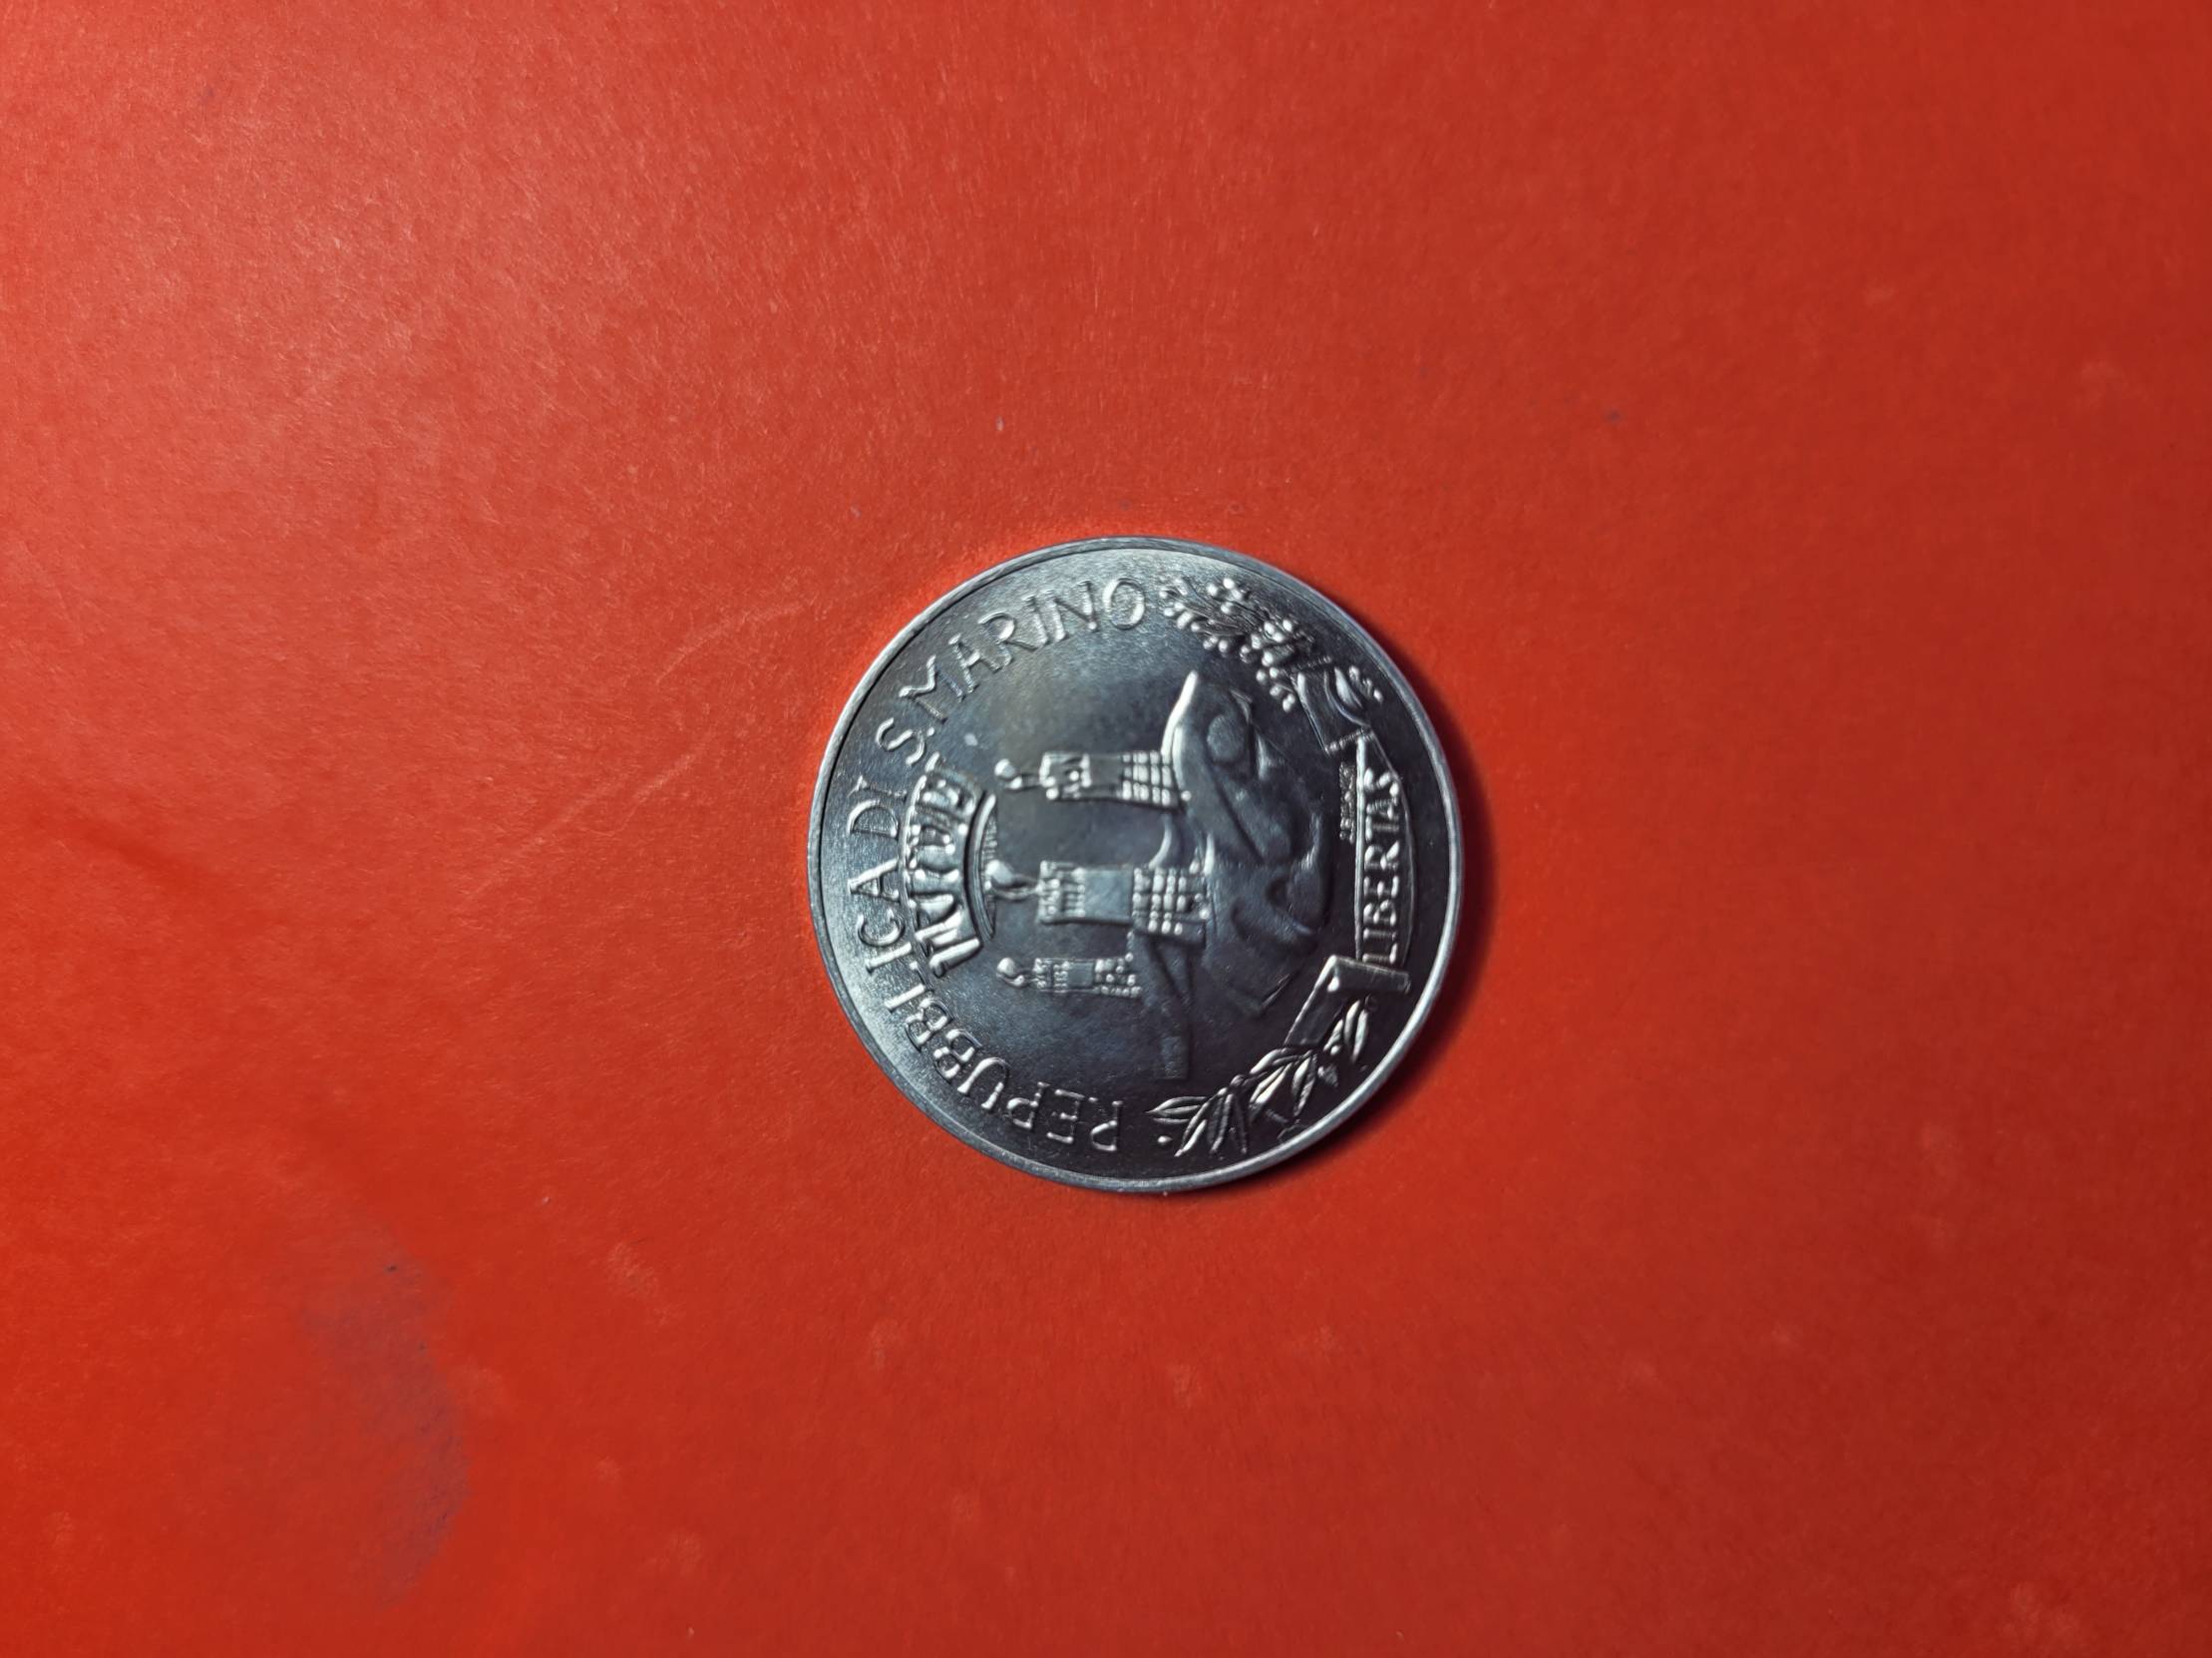 REPUBBLICA DI S.MARINO
LIBERTAS